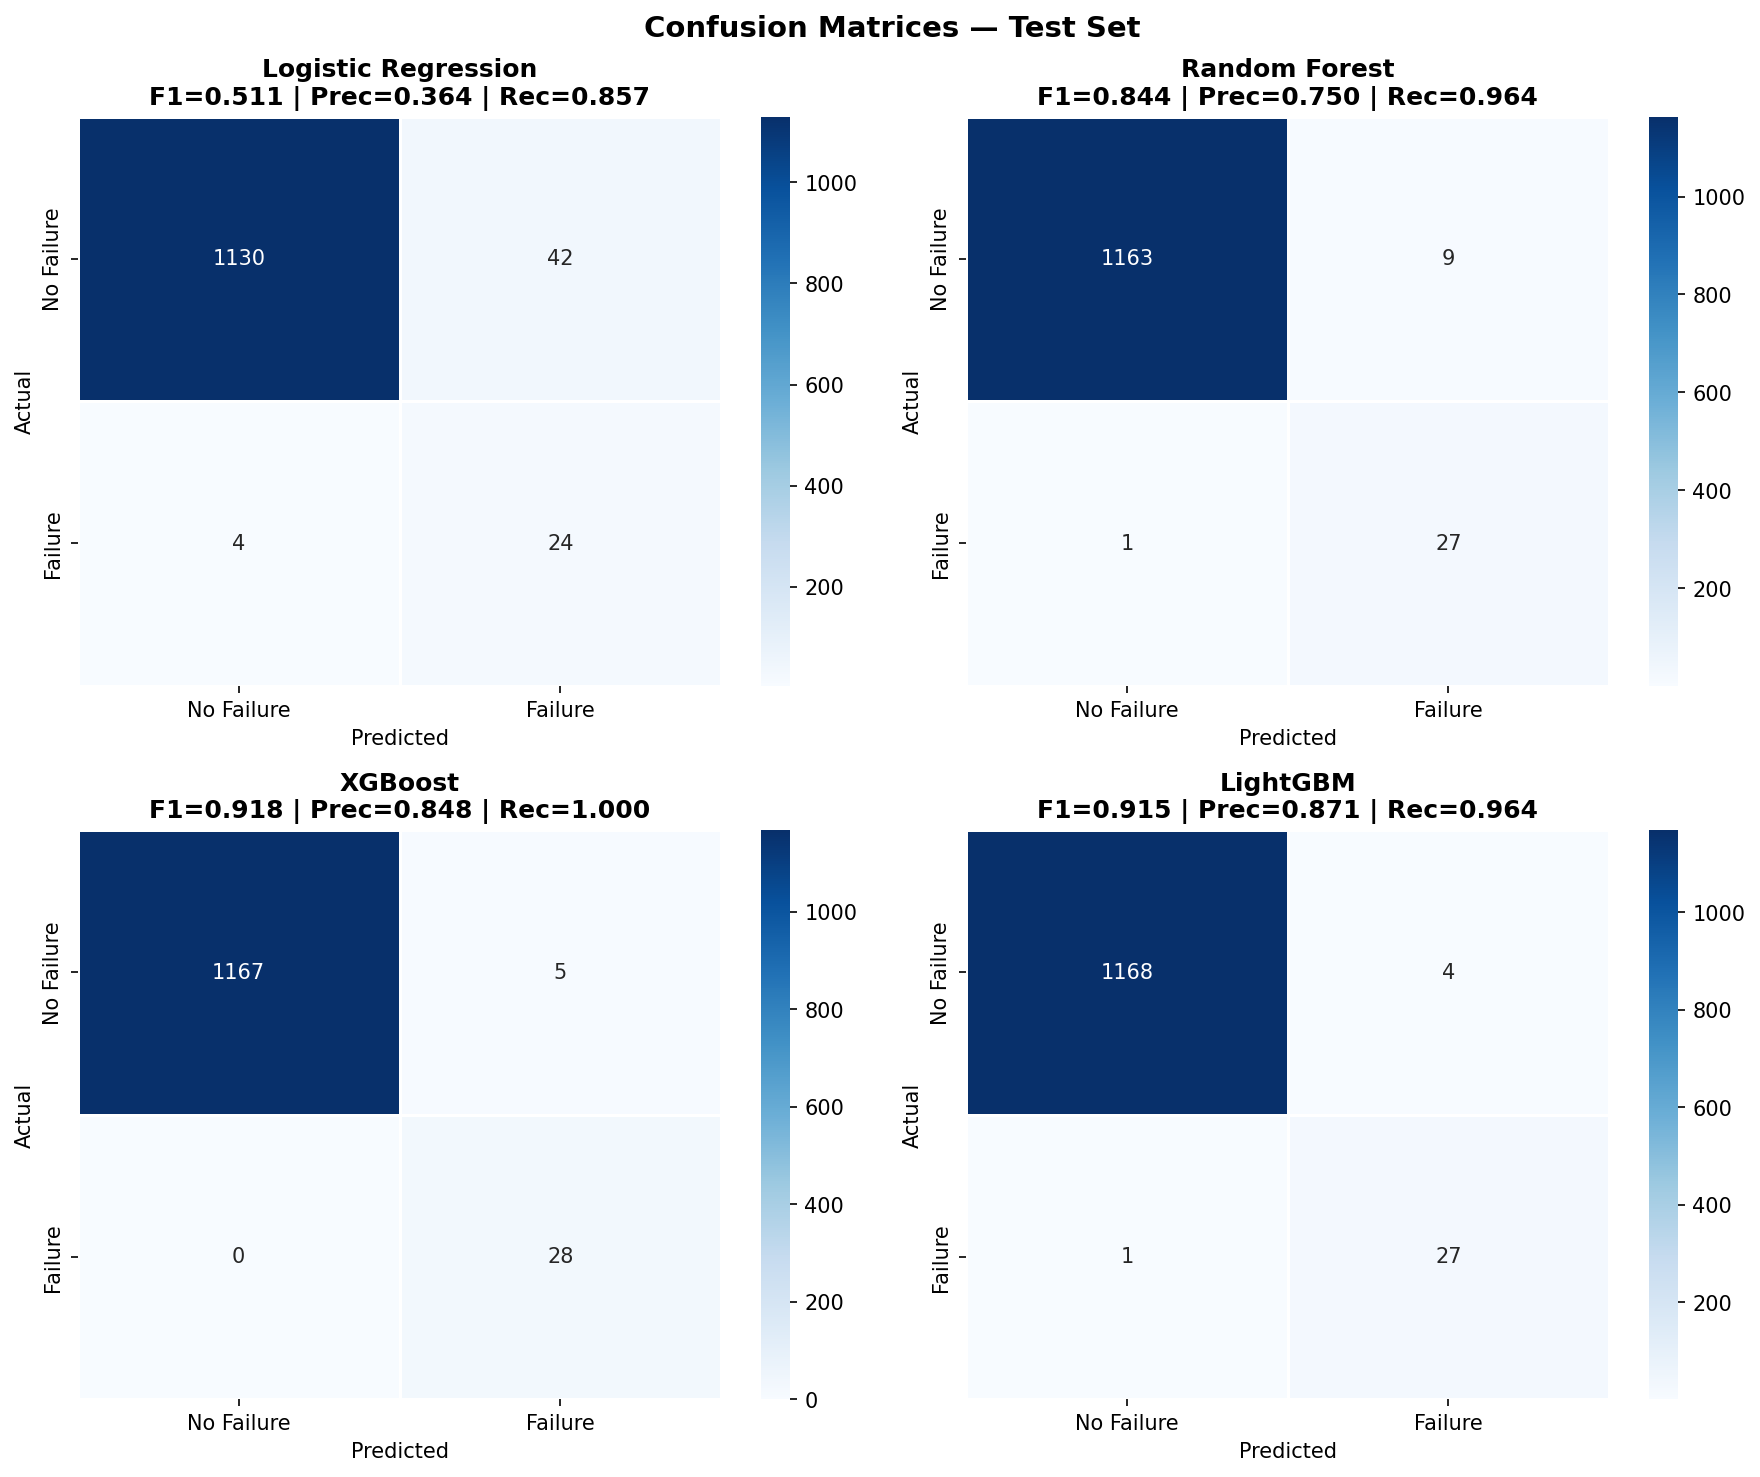 Confusion Matrices — Test Set
Logistic Regression
F1=0.511 | Prec=0.364 | Rec=0.857
No Failure
Failure
Actual
1130
42
4
24
No Failure
Failure
Predicted
1000
800
600
400
200
Random Forest
F1=0.844 | Prec=0.750 | Rec=0.964
No Failure
Failure
Actual
1163
9
1
27
No Failure
Failure
Predicted
1000
800
600
400
200
XGBoost
F1=0.918 | Prec=0.848 | Rec=1.000
No Failure
Failure
Actual
1167
5
0
28
No Failure
Failure
Predicted
1000
800
600
400
200
0
LightGBM
F1=0.915 | Prec=0.871 | Rec=0.964
No Failure
Failure
Actual
1168
4
1
27
No Failure
Failure
Predicted
1000
800
600
400
200